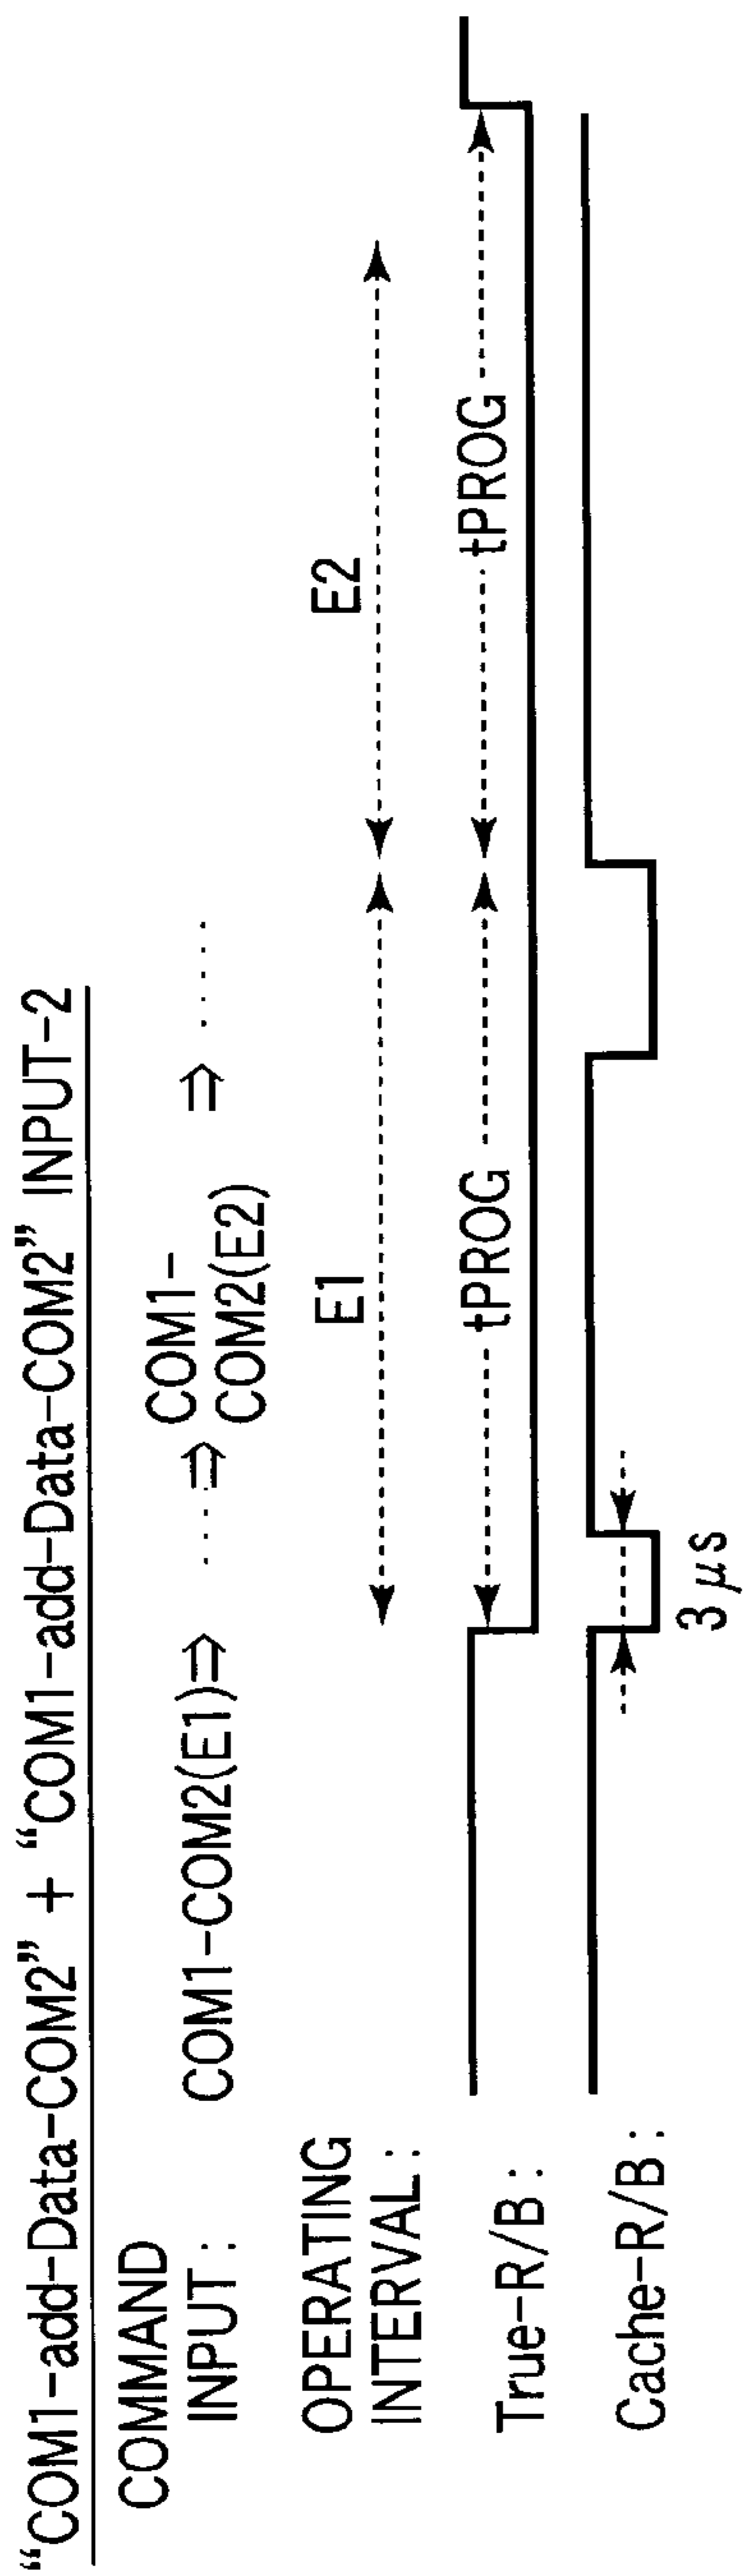 “COM1-add-Data-COM2” + “COM1-add-Data-COM2” INPUT-2
COMMAND INPUT : COM1-COM2(E1)⇒ ····· ⇒ COM1-COM2(E2) ⇒ ·····
OPERATING INTERVAL : E1 E2
True-R/B : tPROG tPROG
Cache-R/B :
3 μs